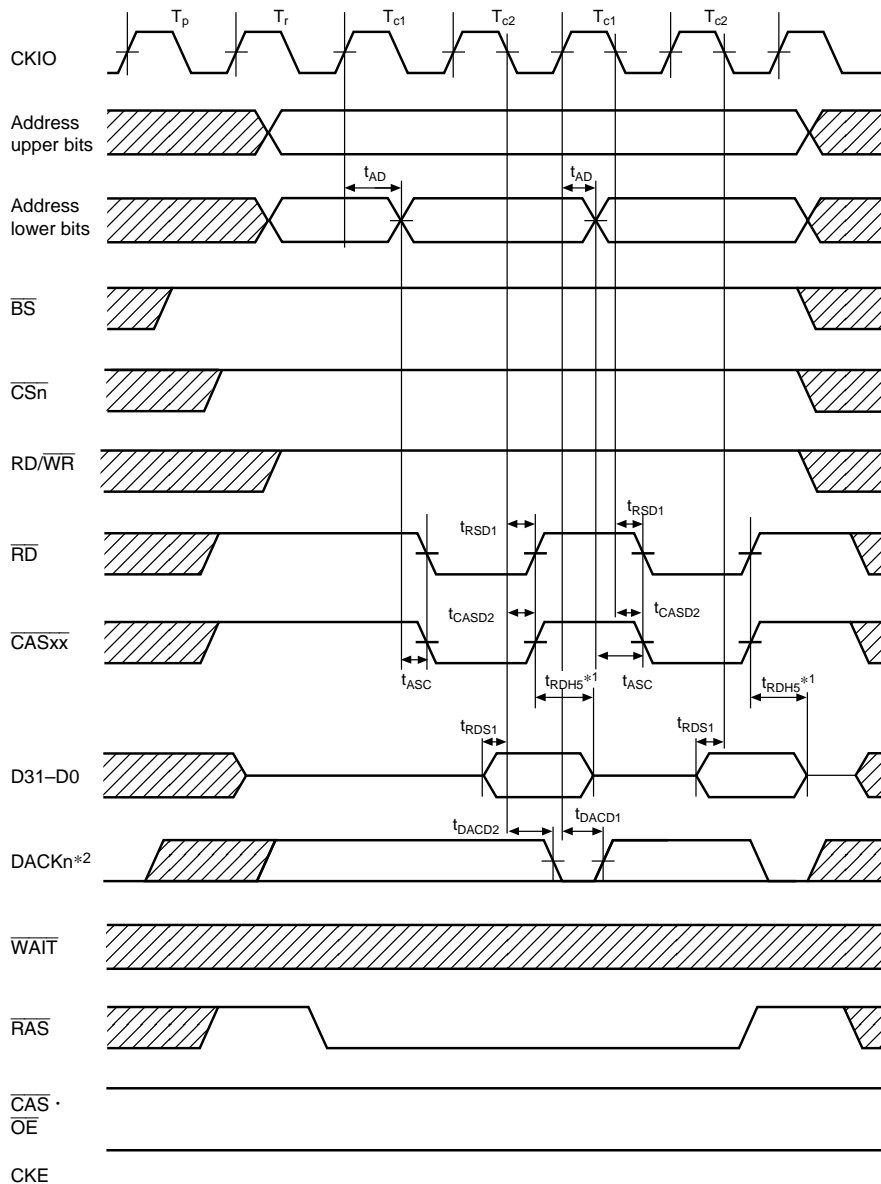 Tp Tr Tc1 Tc2 Tc1 Tc2
CKIO
Address
upper bits
tAD tAD
Address
lower bits
BS
CSn
RD/WR
tRSD1 tRSD1
RD
tCASD2 tCASD2
CASxx
tASC tRDH5*1 tASC tRDH5*1
tRDS1 tRDS1
D31–D0
tDACD2 tDACD1
DACKn*2
WAIT
RAS
CAS ·
OE
CKE